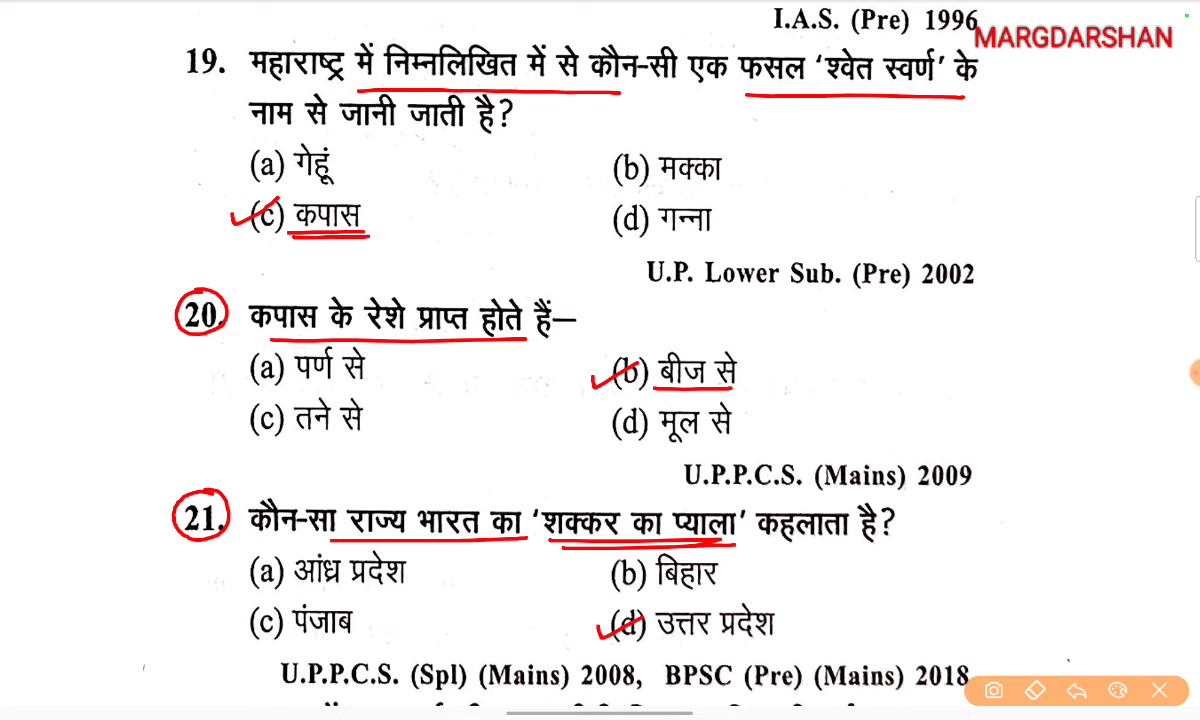 I.A.S. (Pre) 1996
MARGDARSHAN
19. महाराष्ट्र में निम्नलिखित में से कौन-सी एक फसल ‘श्वेत स्वर्ण’ के
नाम से जानी जाती है?
(a) गेहूं (b) मक्का
(c) कपास (d) गन्ना
U.P. Lower Sub. (Pre) 2002
20. कपास के रेशे प्राप्त होते हैं—
(a) पर्ण से (b) बीज से
(c) तने से (d) मूल से
U.P.P.C.S. (Mains) 2009
21. कौन-सा राज्य भारत का ‘शक्कर का प्याला’ कहलाता है?
(a) आंध्र प्रदेश (b) बिहार
(c) पंजाब (d) उत्तर प्रदेश
U.P.P.C.S. (Spl) (Mains) 2008, BPSC (Pre) (Mains) 2018